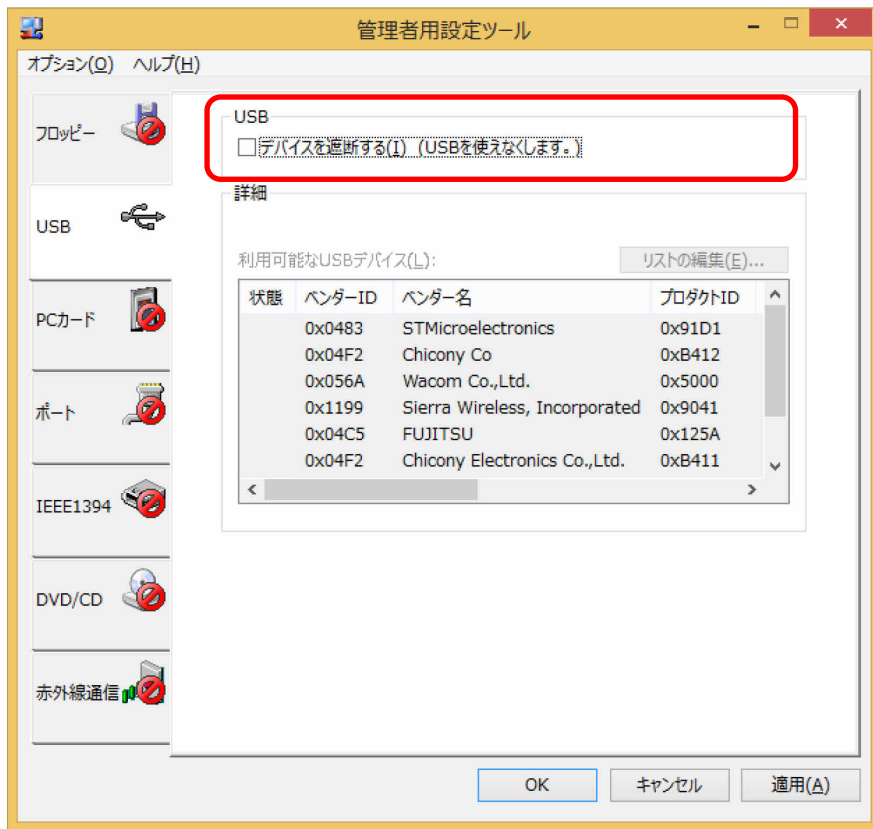 管理者用設定ツール
オプション(O) ヘルプ(H)
フロッピー
USB
PCカード
ポート
IEEE1394
DVD/CD
赤外線通信
USB
デバイスを遮断する(I) (USBを使えなくします。)
詳細
利用可能なUSBデバイス(L): リストの編集(E)...
状態 ベンダーID ベンダー名 プロダクトID
0x0483 STMicroelectronics 0x91D1
0x04F2 Chicony Co 0xB412
0x056A Wacom Co.,Ltd. 0x5000
0x1199 Sierra Wireless, Incorporated 0x9041
0x04C5 FUJITSU 0x125A
0x04F2 Chicony Electronics Co.,Ltd. 0xB411
OK キャンセル 適用(A)